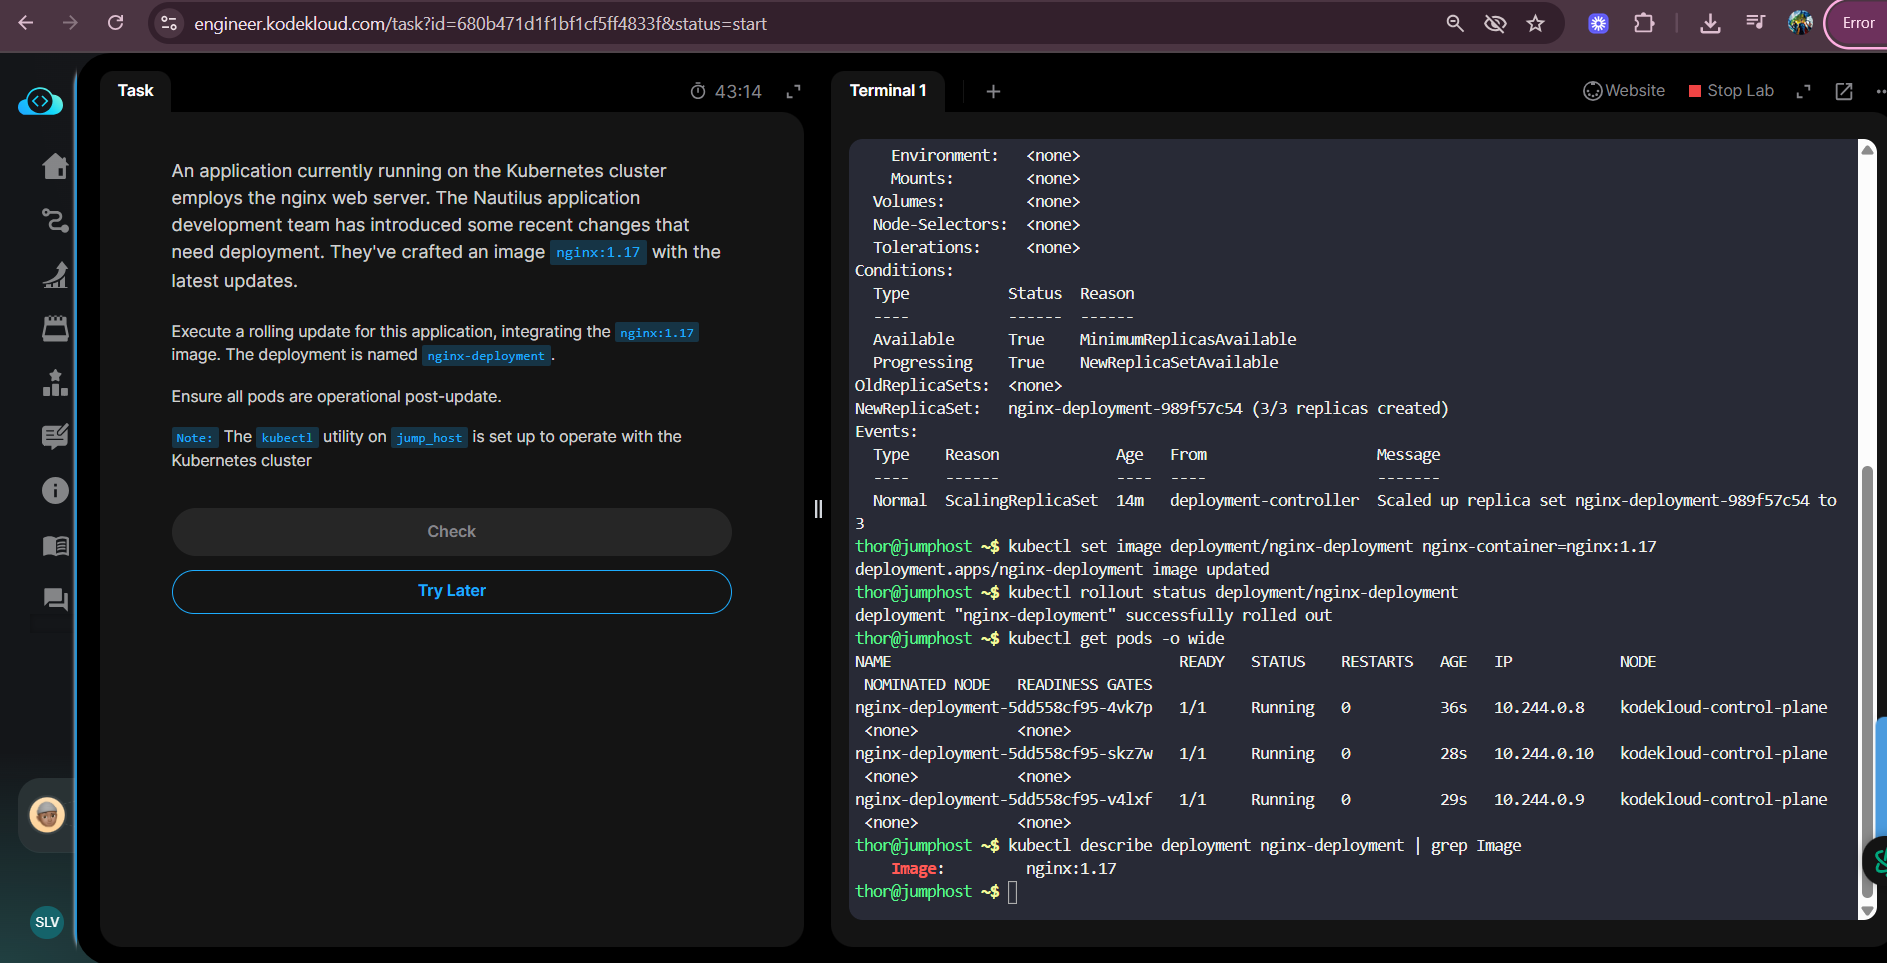 engineer.kodekloud.com/task?id=680b471d1f1bf1cf5ff4833f&status=start
Error
Task
43:14
An application currently running on the Kubernetes cluster
employs the nginx web server. The Nautilus application
development team has introduced some recent changes that
need deployment. They've crafted an image nginx:1.17 with the
latest updates.
Execute a rolling update for this application, integrating the nginx:1.17
image. The deployment is named nginx-deployment.
Ensure all pods are operational post-update.
Note: The kubectl utility on jump_host is set up to operate with the
Kubernetes cluster
Check
Try Later
SLV
Terminal 1
Website
Stop Lab
Environment: <none>
Mounts: <none>
Volumes: <none>
Node-Selectors: <none>
Tolerations: <none>
Conditions:
Type Status Reason
---- ------ ------
Available True MinimumReplicasAvailable
Progressing True NewReplicaSetAvailable
OldReplicaSets: <none>
NewReplicaSet: nginx-deployment-989f57c54 (3/3 replicas created)
Events:
Type Reason Age From Message
---- ------ ---- ---- -------
Normal ScalingReplicaSet 14m deployment-controller Scaled up replica set nginx-deployment-989f57c54 to
3
thor@jumphost ~$ kubectl set image deployment/nginx-deployment nginx-container=nginx:1.17
deployment.apps/nginx-deployment image updated
thor@jumphost ~$ kubectl rollout status deployment/nginx-deployment
deployment "nginx-deployment" successfully rolled out
thor@jumphost ~$ kubectl get pods -o wide
NAME READY STATUS RESTARTS AGE IP NODE
NOMINATED NODE READINESS GATES
nginx-deployment-5dd558cf95-4vk7p 1/1 Running 0 36s 10.244.0.8 kodekloud-control-plane
<none> <none>
nginx-deployment-5dd558cf95-skz7w 1/1 Running 0 28s 10.244.0.10 kodekloud-control-plane
<none> <none>
nginx-deployment-5dd558cf95-v4lxf 1/1 Running 0 29s 10.244.0.9 kodekloud-control-plane
<none> <none>
thor@jumphost ~$ kubectl describe deployment nginx-deployment | grep Image
Image: nginx:1.17
thor@jumphost ~$